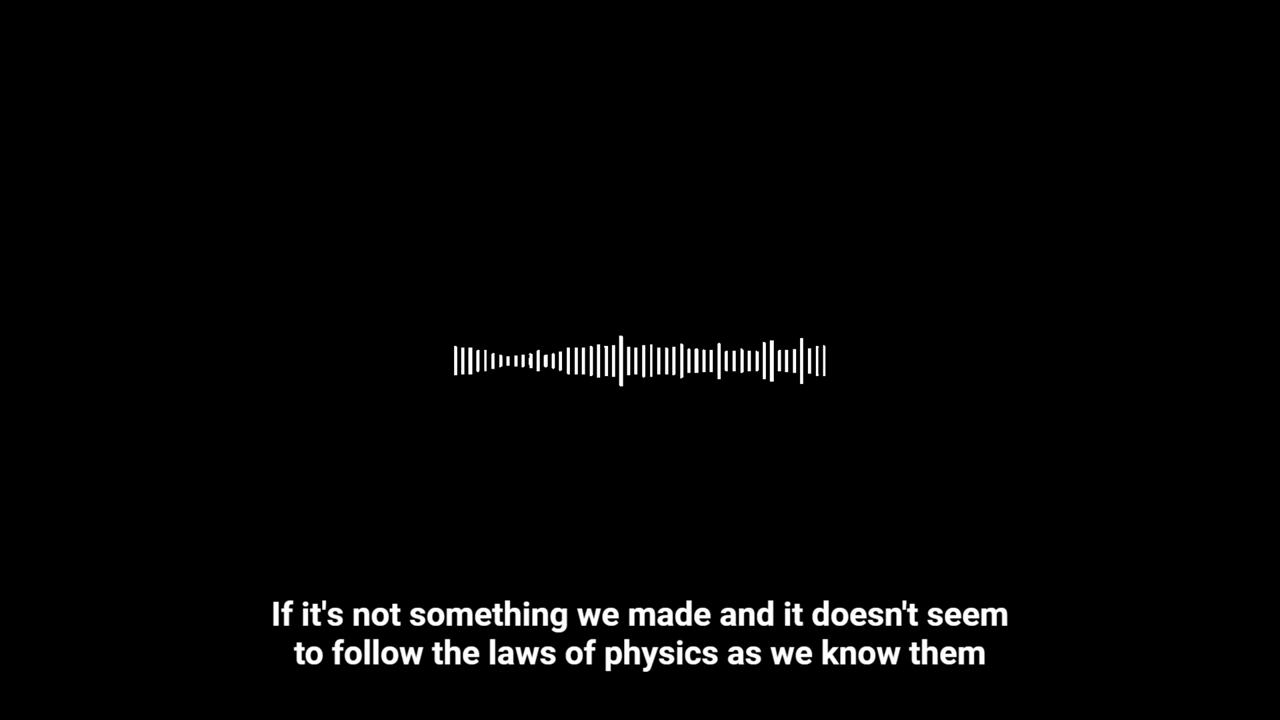 If it's not something we made and it doesn't seem
to follow the laws of physics as we know them